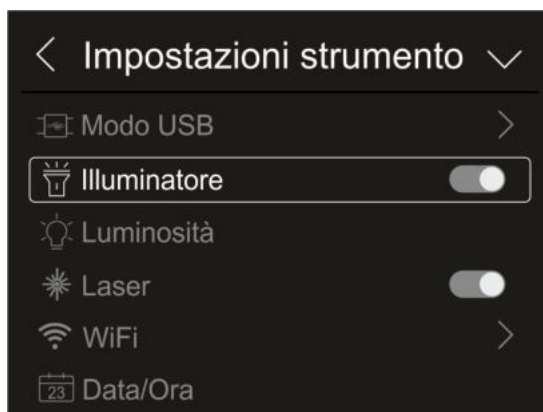 Impostazioni strumento
Modo USB
Illuminatore
Luminosità
Laser
WiFi
23 Data/Ora